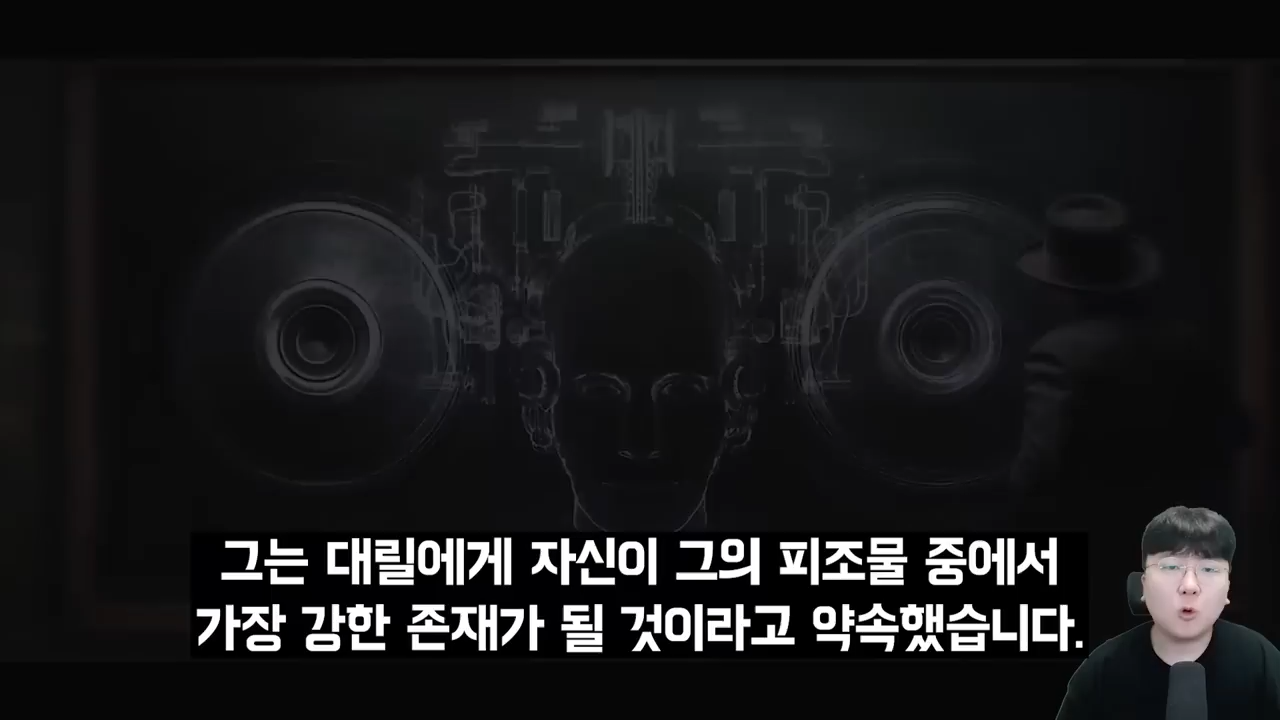 그는 대릴에게 자신이 그의 피조물 중에서
가장 강한 존재가 될 것이라고 약속했습니다.